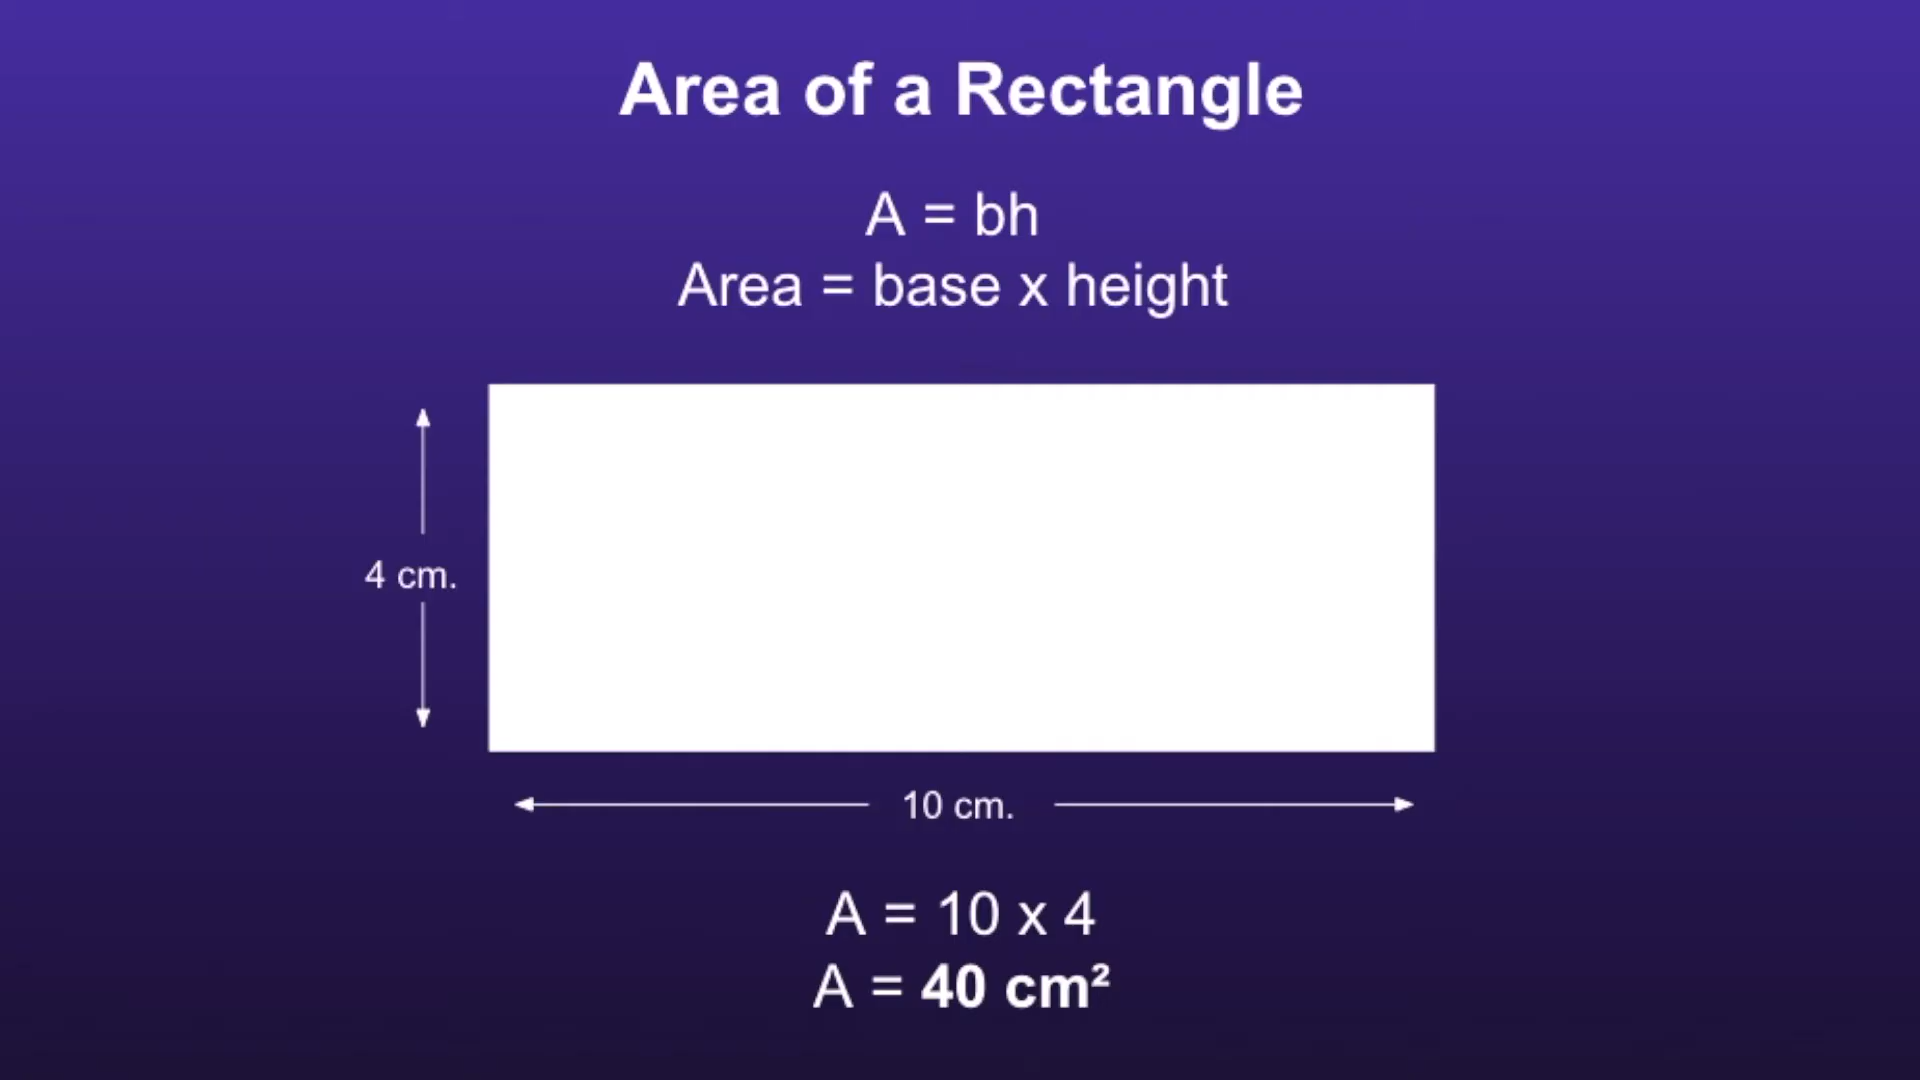 Area of a Rectangle
A = bh
Area = base x height
4 cm.
10 cm.
A = 10 x 4
A = 40 cm²